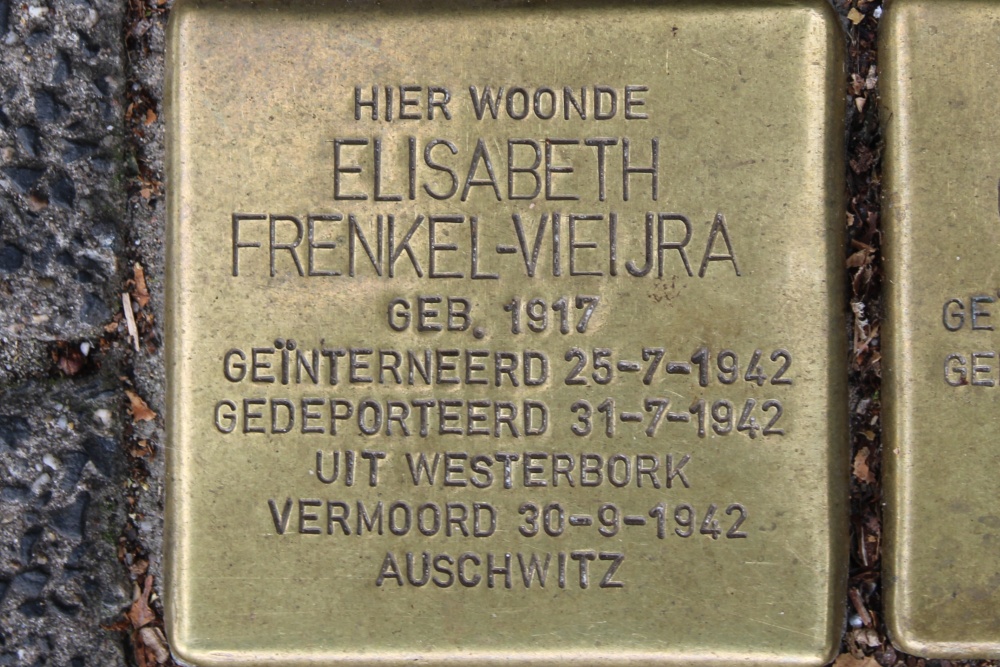 HIER WOONDE
ELISABETH
FRENKEL-VIEIJRA
GEB. 1917
GEÏNTERNEERD 25-7-1942
GEDEPORTEERD 31-7-1942
UIT WESTERBORK
VERMOORD 30-9-1942
AUSCHWITZ